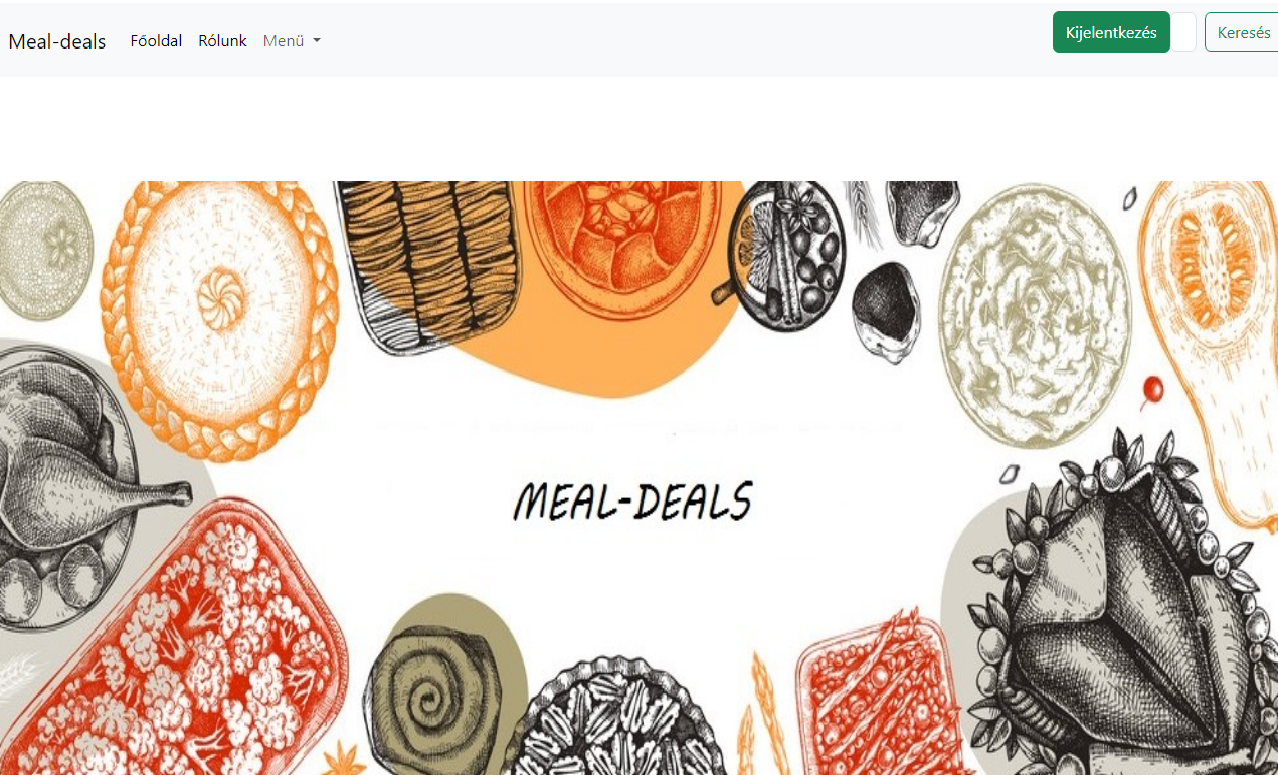 Meal-deals Főoldal Rólunk Menü Kijelentkezés Keresés
MEAL-DEALS